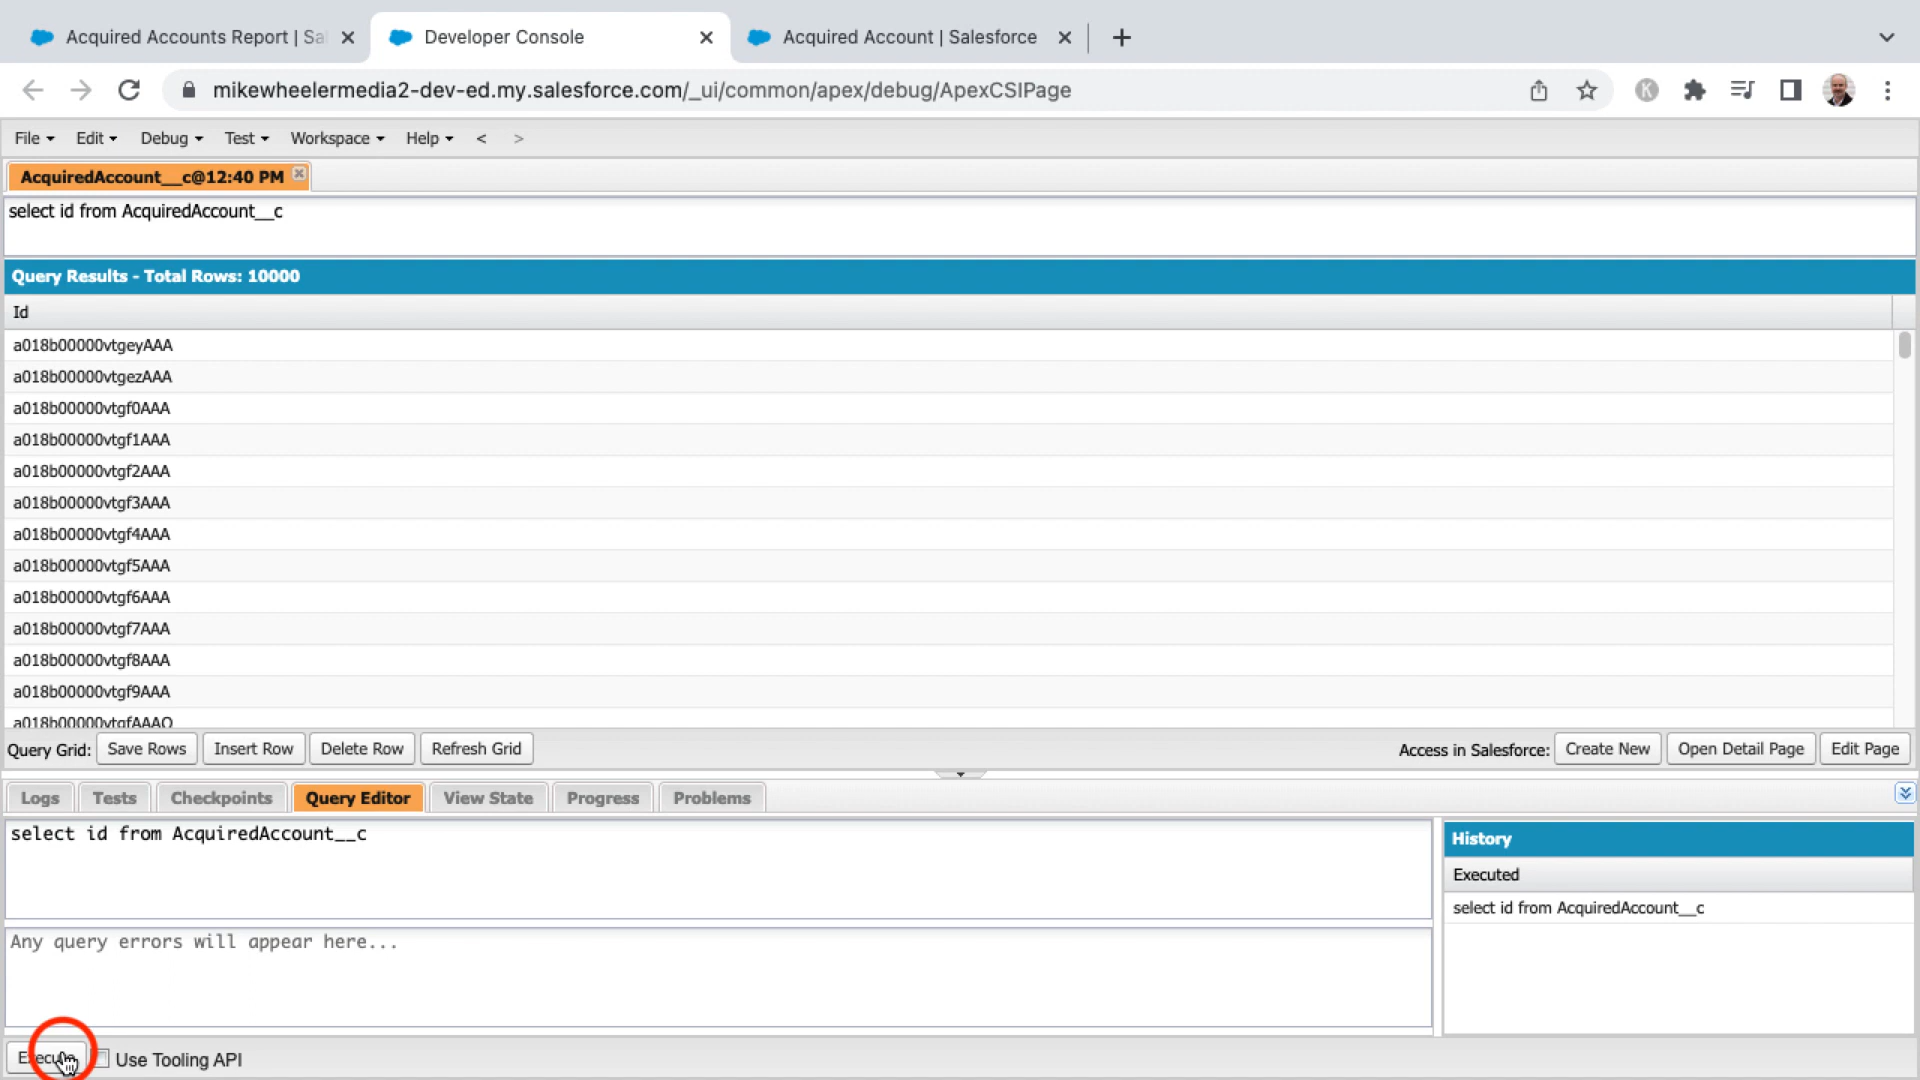 Acquired Accounts Report | Sa
Developer Console
Acquired Account | Salesforce
mikewheelermedia2-dev-ed.my.salesforce.com/_ui/common/apex/debug/ApexCSIPage
K
File Edit Debug Test Workspace Help < >
AcquiredAccount__c@12:40 PM
select id from AcquiredAccount__c
Query Results - Total Rows: 10000
Id
a018b00000vtgeyAAA
a018b00000vtgezAAA
a018b00000vtgf0AAA
a018b00000vtgf1AAA
a018b00000vtgf2AAA
a018b00000vtgf3AAA
a018b00000vtgf4AAA
a018b00000vtgf5AAA
a018b00000vtgf6AAA
a018b00000vtgf7AAA
a018b00000vtgf8AAA
a018b00000vtgf9AAA
a018b00000vtgfAAAQ
Query Grid: Save Rows Insert Row Delete Row Refresh Grid Access in Salesforce: Create New Open Detail Page Edit Page
Logs Tests Checkpoints Query Editor View State Progress Problems
select id from AcquiredAccount__c
Any query errors will appear here...
History
Executed
select id from AcquiredAccount__c
Execute Use Tooling API